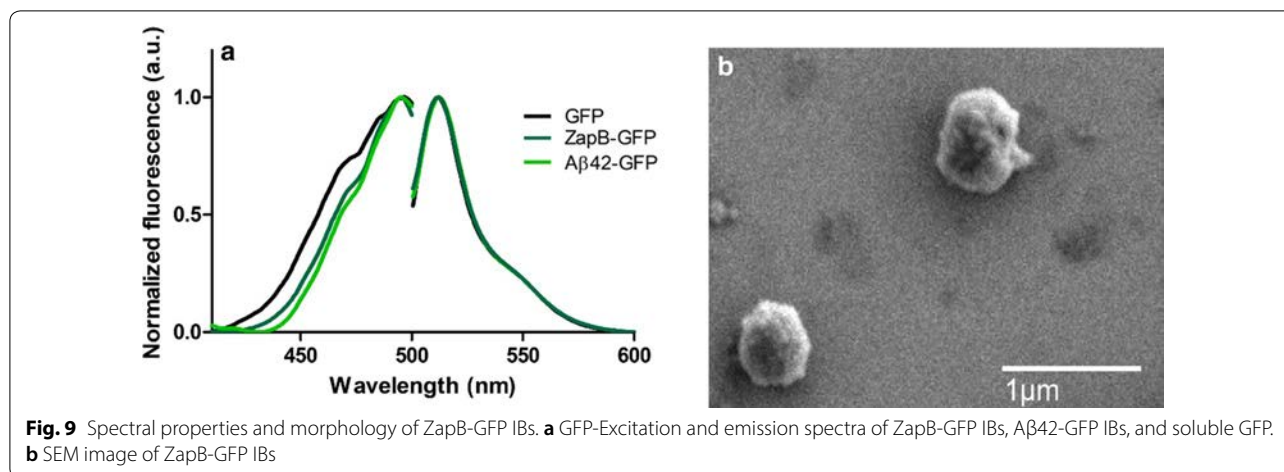 a
Normalized fluorescence (a.u.)
1.0
0.5
0.0
450
500
550
600
Wavelength (nm)
GFP
ZapB-GFP
Aβ42-GFP
b
1µm
Fig. 9 Spectral properties and morphology of ZapB-GFP IBs. a GFP-Excitation and emission spectra of ZapB-GFP IBs, Aβ42-GFP IBs, and soluble GFP.
b SEM image of ZapB-GFP IBs